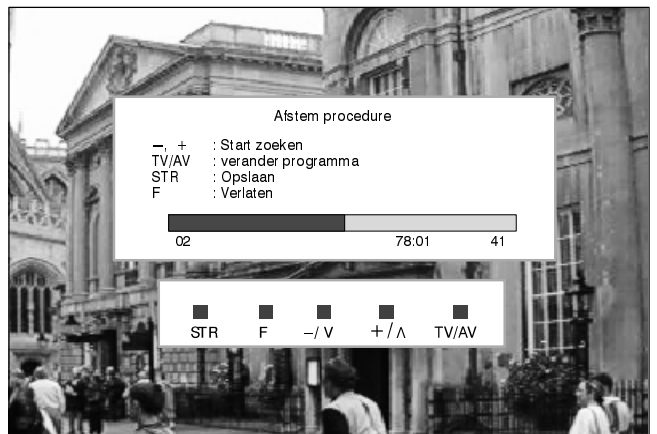 Afstem procedure
–, + : Start zoeken
TV/AV : verander programma
STR : Opslaan
F : Verlaten
02 78:01 41
STR F –/ V + / Λ TV/AV